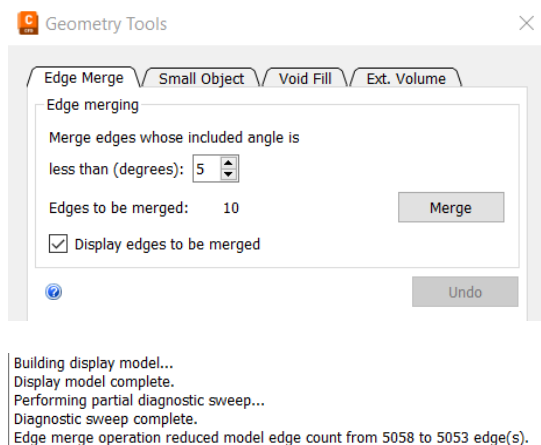 Geometry Tools
Edge Merge Small Object Void Fill Ext. Volume
Edge merging
Merge edges whose included angle is
less than (degrees): 5
Edges to be merged: 10 Merge
Display edges to be merged
Undo
Building display model...
Display model complete.
Performing partial diagnostic sweep...
Diagnostic sweep complete.
Edge merge operation reduced model edge count from 5058 to 5053 edge(s).